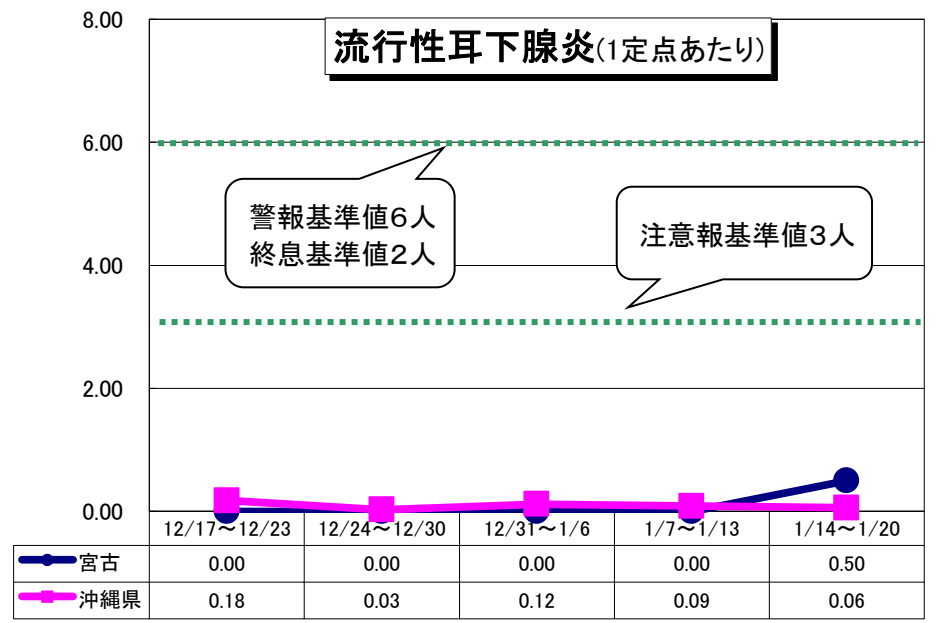 流行性耳下腺炎(1定点あたり)
8.00
6.00
警報基準値6人
終息基準値2人
注意報基準値3人
4.00
2.00
0.00
12/17～12/23 12/24～12/30 12/31～1/6 1/7～1/13 1/14～1/20
宮古 0.00 0.00 0.00 0.00 0.50
沖縄県 0.18 0.03 0.12 0.09 0.06